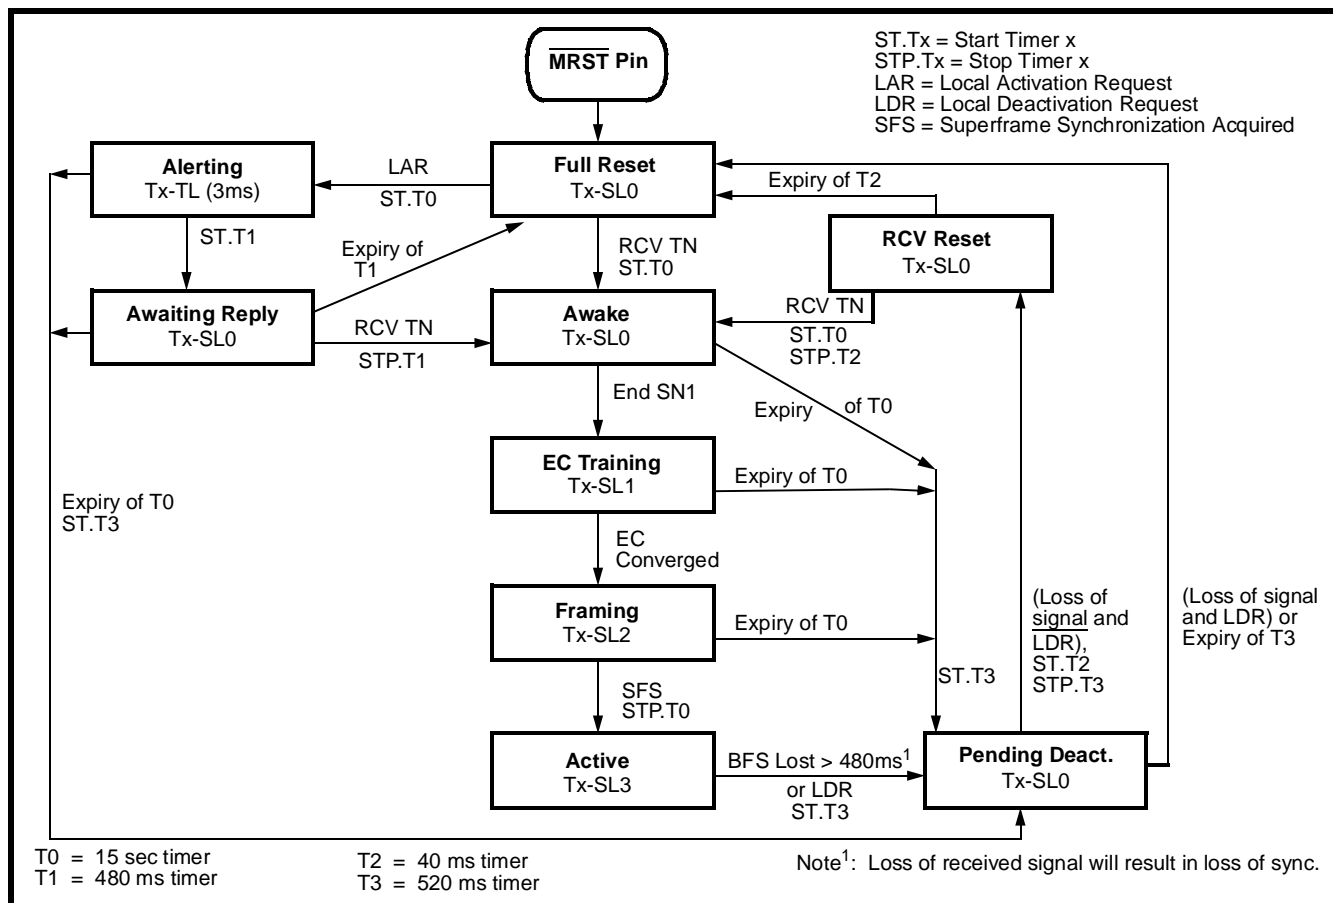 MRST Pin
ST.Tx = Start Timer x
STP.Tx = Stop Timer x
LAR = Local Activation Request
LDR = Local Deactivation Request
SFS = Superframe Synchronization Acquired
Alerting
Tx-TL (3ms)
LAR
ST.T0
Full Reset
Tx-SL0
Expiry of T2
RCV Reset
Tx-SL0
ST.T1
Expiry of
T1
RCV TN
ST.T0
Awaiting Reply
Tx-SL0
RCV TN
STP.T1
Awake
Tx-SL0
RCV TN
ST.T0
STP.T2
End SN1
Expiry of T0
EC Training
Tx-SL1
Expiry of T0
Expiry of T0
ST.T3
EC
Converged
Framing
Tx-SL2
Expiry of T0
(Loss of
signal and
LDR),
ST.T2
STP.T3
(Loss of signal
and LDR) or
Expiry of T3
ST.T3
SFS
STP.T0
Active
Tx-SL3
BFS Lost > 480ms1
or LDR
ST.T3
Pending Deact.
Tx-SL0
T0 = 15 sec timer
T1 = 480 ms timer
T2 = 40 ms timer
T3 = 520 ms timer
Note1: Loss of received signal will result in loss of sync.